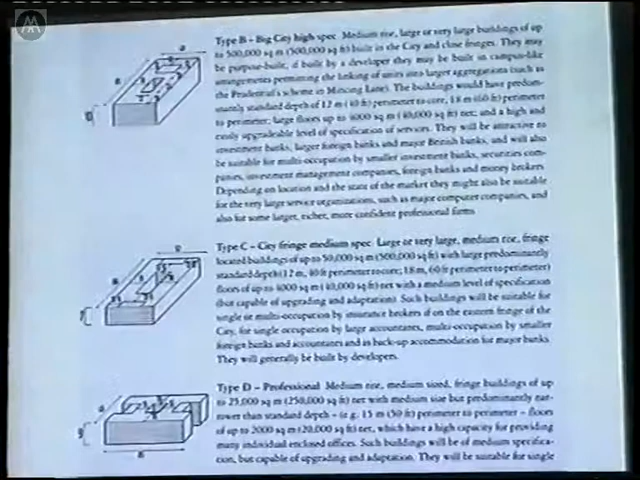 Type B – Big City high spec Medium rise, large or very large buildings of up
to 500,000 sq m (500,000 sq ft) built in the City and close fringes. They may
be purpose-built; if built by a developer they may be built in campus-like
arrangements permitting the linking of units into larger aggregations (such as
the Prudential's scheme in Mincing Lane). The buildings would have predom-
inantly standard depth of 12 m (40 ft) perimeter to core, 18 m (60 ft) perimeter
to perimeter; large floors up to 4000 sq m (40,000 sq ft) net; and a high and
easily upgradeable level of specification of services. They will be attractive to
investment banks, larger foreign banks and major British banks, and will also
be suitable for multi-occupation by smaller investment banks, securities com-
panies, investment management companies, foreign banks and money brokers
Depending on location and the state of the market they might also be suitable
for the very large service organizations, such as major computer companies, and
also for some larger, richer, more confident professional firms
Type C – City fringe medium spec Large or very large, medium rise, fringe
located buildings of up to 50,000 sq m (500,000 sq ft) with large predominantly
standard depth (12 m, 40 ft perimeter to core; 18 m, (60 ft perimeter to perimeter)
floors of up to 4000 sq m (40,000 sq ft) net with a medium level of specification
(but capable of upgrading and adaptation). Such buildings will be suitable for
single or multi-occupation by insurance brokers if on the eastern fringe of the
City, for single occupation by large accountants, multi-occupation by smaller
foreign banks and accountants and as back-up accommodation for major banks.
They will generally be built by developers.
Type D – Professional Medium rise, medium sized, fringe buildings of up
to 25,000 sq m (250,000 sq ft) net with medium size but predominantly nar-
rower than standard depth – (e.g. 15 m (50 ft) perimeter to perimeter – floors
of up to 2000 sq m (20,000 sq ft) net, which have a high capacity for providing
many individual enclosed offices. Such buildings will be of medium specifica-
tion, but capable of upgrading and adaptation. They will be suitable for single